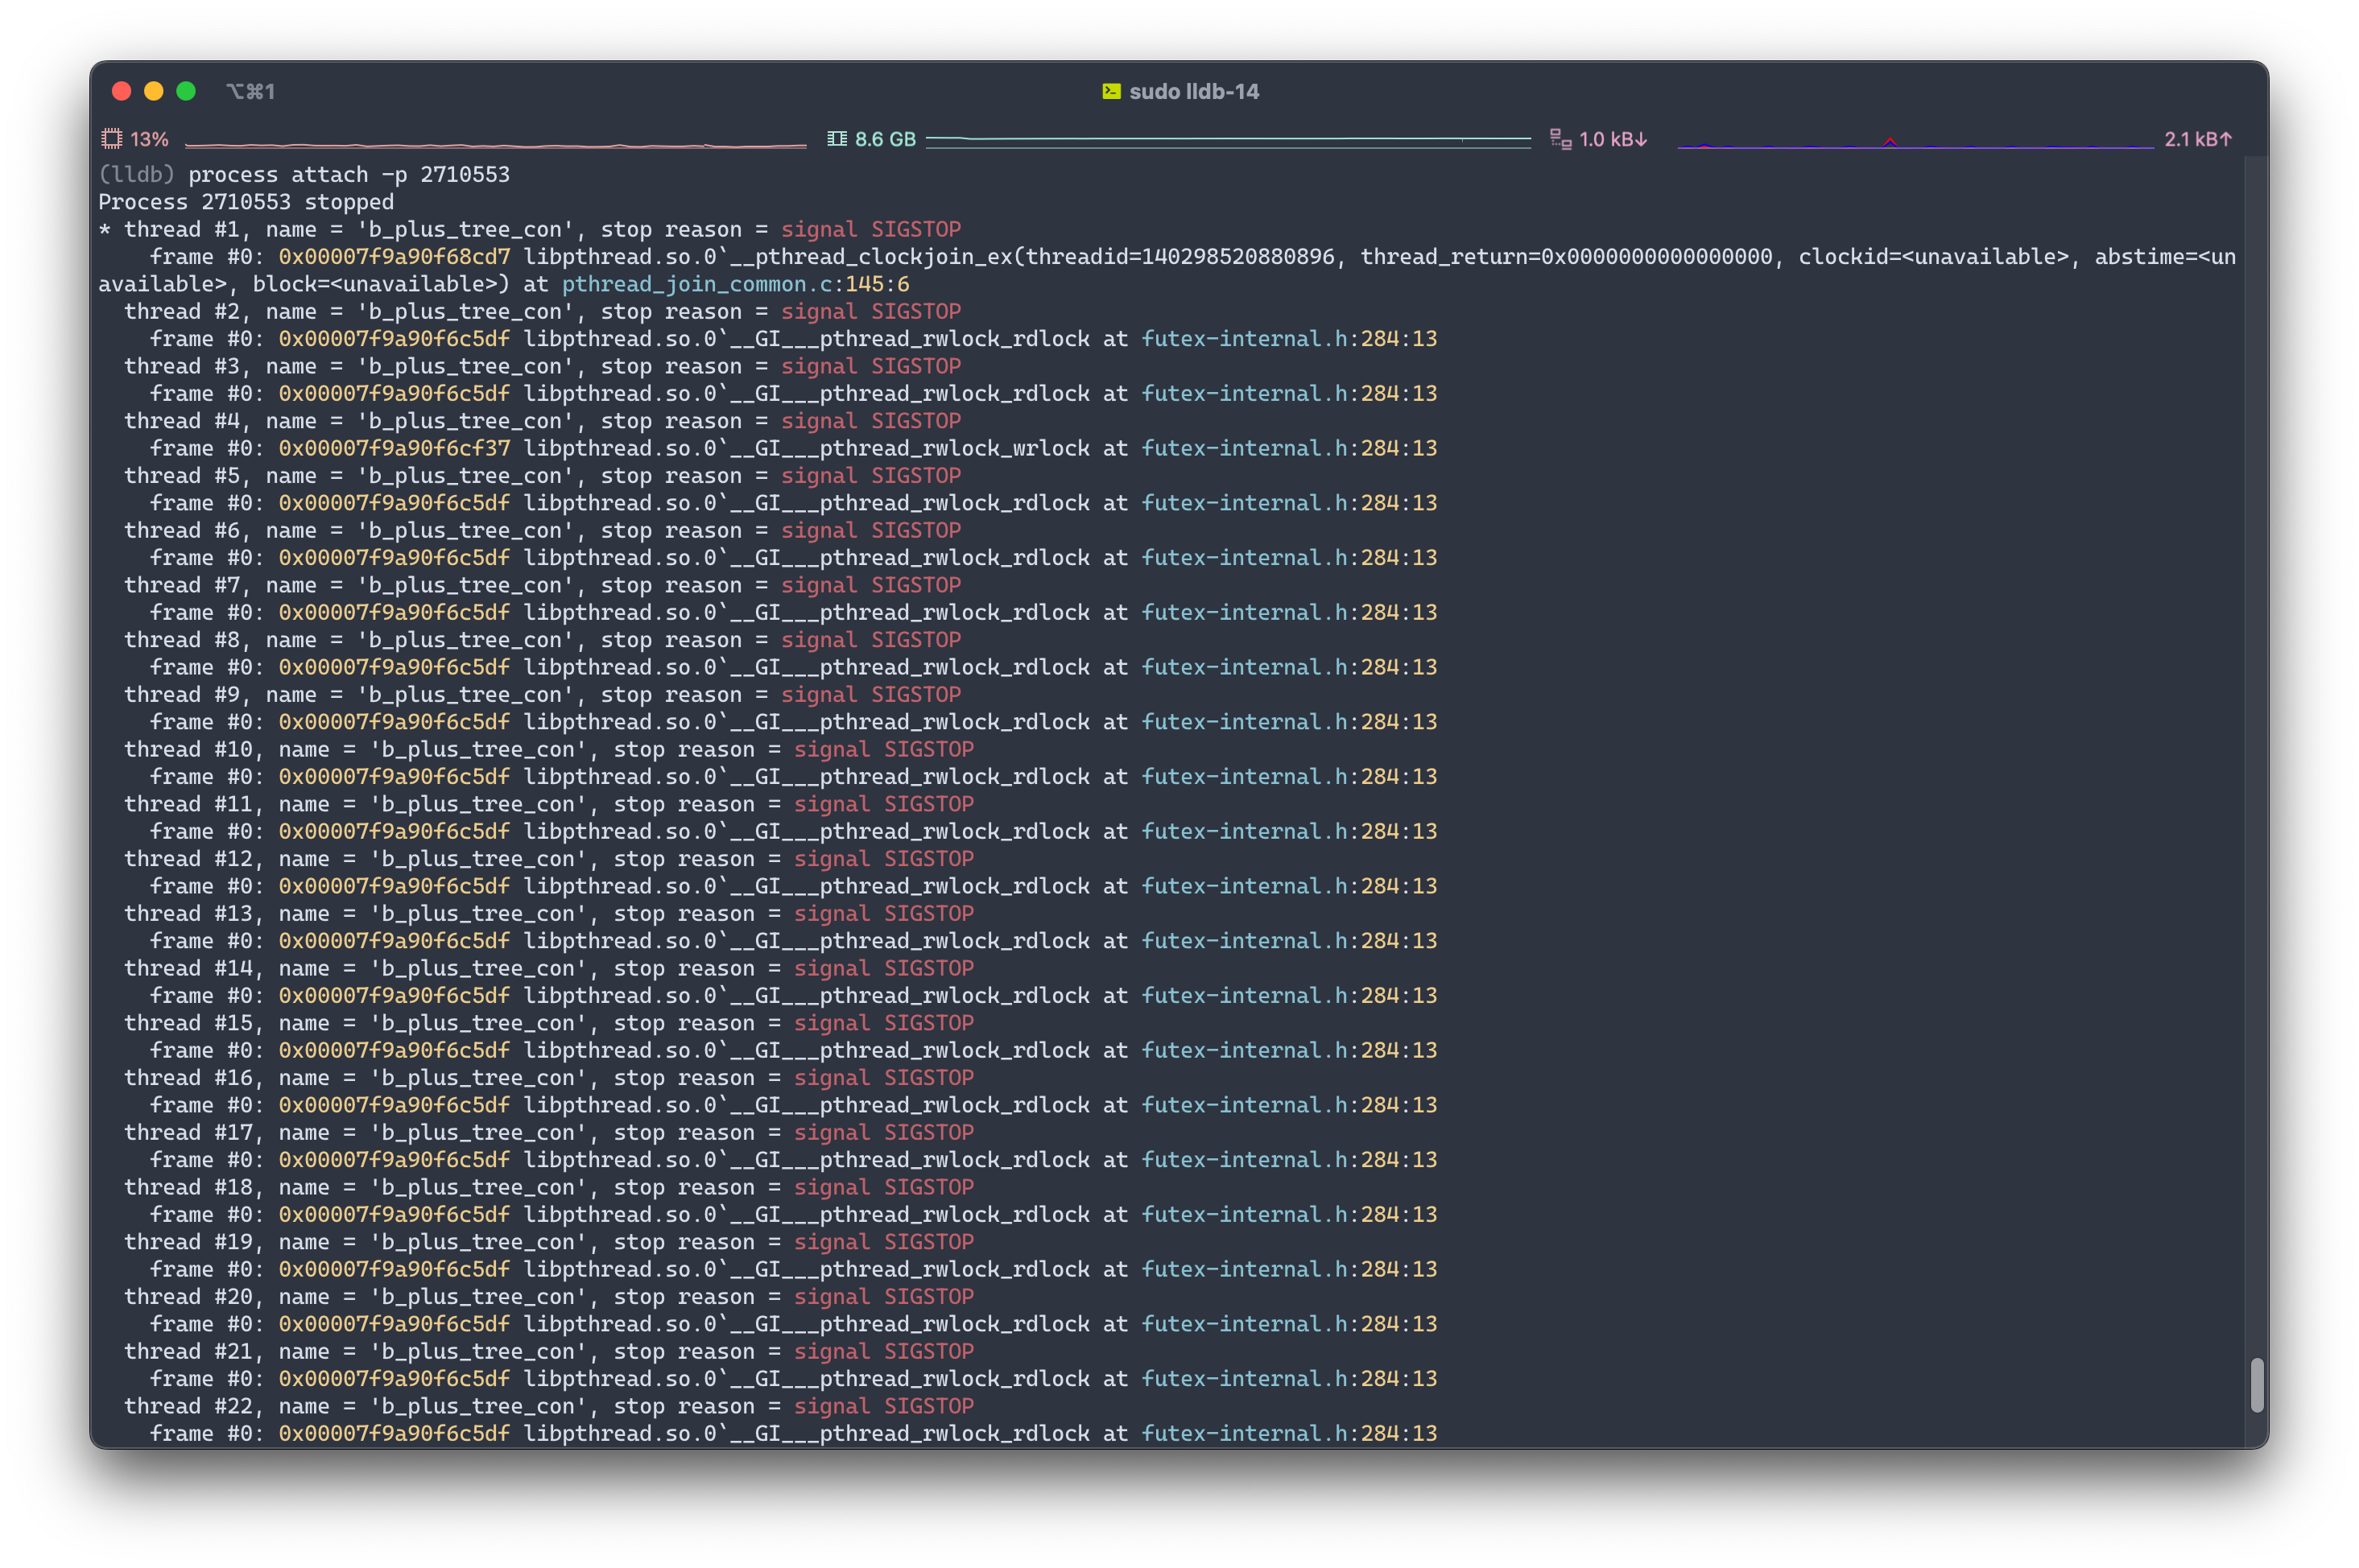 ⌥⌘1 sudo lldb-14
13% 8.6 GB 1.0 kB↓ 2.1 kB↑
(lldb) process attach -p 2710553
Process 2710553 stopped
* thread #1, name = 'b_plus_tree_con', stop reason = signal SIGSTOP
    frame #0: 0x00007f9a90f68cd7 libpthread.so.0`__pthread_clockjoin_ex(threadid=140298520880896, thread_return=0x0000000000000000, clockid=<unavailable>, abstime=<un
available>, block=<unavailable>) at pthread_join_common.c:145:6
  thread #2, name = 'b_plus_tree_con', stop reason = signal SIGSTOP
    frame #0: 0x00007f9a90f6c5df libpthread.so.0`__GI___pthread_rwlock_rdlock at futex-internal.h:284:13
  thread #3, name = 'b_plus_tree_con', stop reason = signal SIGSTOP
    frame #0: 0x00007f9a90f6c5df libpthread.so.0`__GI___pthread_rwlock_rdlock at futex-internal.h:284:13
  thread #4, name = 'b_plus_tree_con', stop reason = signal SIGSTOP
    frame #0: 0x00007f9a90f6cf37 libpthread.so.0`__GI___pthread_rwlock_wrlock at futex-internal.h:284:13
  thread #5, name = 'b_plus_tree_con', stop reason = signal SIGSTOP
    frame #0: 0x00007f9a90f6c5df libpthread.so.0`__GI___pthread_rwlock_rdlock at futex-internal.h:284:13
  thread #6, name = 'b_plus_tree_con', stop reason = signal SIGSTOP
    frame #0: 0x00007f9a90f6c5df libpthread.so.0`__GI___pthread_rwlock_rdlock at futex-internal.h:284:13
  thread #7, name = 'b_plus_tree_con', stop reason = signal SIGSTOP
    frame #0: 0x00007f9a90f6c5df libpthread.so.0`__GI___pthread_rwlock_rdlock at futex-internal.h:284:13
  thread #8, name = 'b_plus_tree_con', stop reason = signal SIGSTOP
    frame #0: 0x00007f9a90f6c5df libpthread.so.0`__GI___pthread_rwlock_rdlock at futex-internal.h:284:13
  thread #9, name = 'b_plus_tree_con', stop reason = signal SIGSTOP
    frame #0: 0x00007f9a90f6c5df libpthread.so.0`__GI___pthread_rwlock_rdlock at futex-internal.h:284:13
  thread #10, name = 'b_plus_tree_con', stop reason = signal SIGSTOP
    frame #0: 0x00007f9a90f6c5df libpthread.so.0`__GI___pthread_rwlock_rdlock at futex-internal.h:284:13
  thread #11, name = 'b_plus_tree_con', stop reason = signal SIGSTOP
    frame #0: 0x00007f9a90f6c5df libpthread.so.0`__GI___pthread_rwlock_rdlock at futex-internal.h:284:13
  thread #12, name = 'b_plus_tree_con', stop reason = signal SIGSTOP
    frame #0: 0x00007f9a90f6c5df libpthread.so.0`__GI___pthread_rwlock_rdlock at futex-internal.h:284:13
  thread #13, name = 'b_plus_tree_con', stop reason = signal SIGSTOP
    frame #0: 0x00007f9a90f6c5df libpthread.so.0`__GI___pthread_rwlock_rdlock at futex-internal.h:284:13
  thread #14, name = 'b_plus_tree_con', stop reason = signal SIGSTOP
    frame #0: 0x00007f9a90f6c5df libpthread.so.0`__GI___pthread_rwlock_rdlock at futex-internal.h:284:13
  thread #15, name = 'b_plus_tree_con', stop reason = signal SIGSTOP
    frame #0: 0x00007f9a90f6c5df libpthread.so.0`__GI___pthread_rwlock_rdlock at futex-internal.h:284:13
  thread #16, name = 'b_plus_tree_con', stop reason = signal SIGSTOP
    frame #0: 0x00007f9a90f6c5df libpthread.so.0`__GI___pthread_rwlock_rdlock at futex-internal.h:284:13
  thread #17, name = 'b_plus_tree_con', stop reason = signal SIGSTOP
    frame #0: 0x00007f9a90f6c5df libpthread.so.0`__GI___pthread_rwlock_rdlock at futex-internal.h:284:13
  thread #18, name = 'b_plus_tree_con', stop reason = signal SIGSTOP
    frame #0: 0x00007f9a90f6c5df libpthread.so.0`__GI___pthread_rwlock_rdlock at futex-internal.h:284:13
  thread #19, name = 'b_plus_tree_con', stop reason = signal SIGSTOP
    frame #0: 0x00007f9a90f6c5df libpthread.so.0`__GI___pthread_rwlock_rdlock at futex-internal.h:284:13
  thread #20, name = 'b_plus_tree_con', stop reason = signal SIGSTOP
    frame #0: 0x00007f9a90f6c5df libpthread.so.0`__GI___pthread_rwlock_rdlock at futex-internal.h:284:13
  thread #21, name = 'b_plus_tree_con', stop reason = signal SIGSTOP
    frame #0: 0x00007f9a90f6c5df libpthread.so.0`__GI___pthread_rwlock_rdlock at futex-internal.h:284:13
  thread #22, name = 'b_plus_tree_con', stop reason = signal SIGSTOP
    frame #0: 0x00007f9a90f6c5df libpthread.so.0`__GI___pthread_rwlock_rdlock at futex-internal.h:284:13